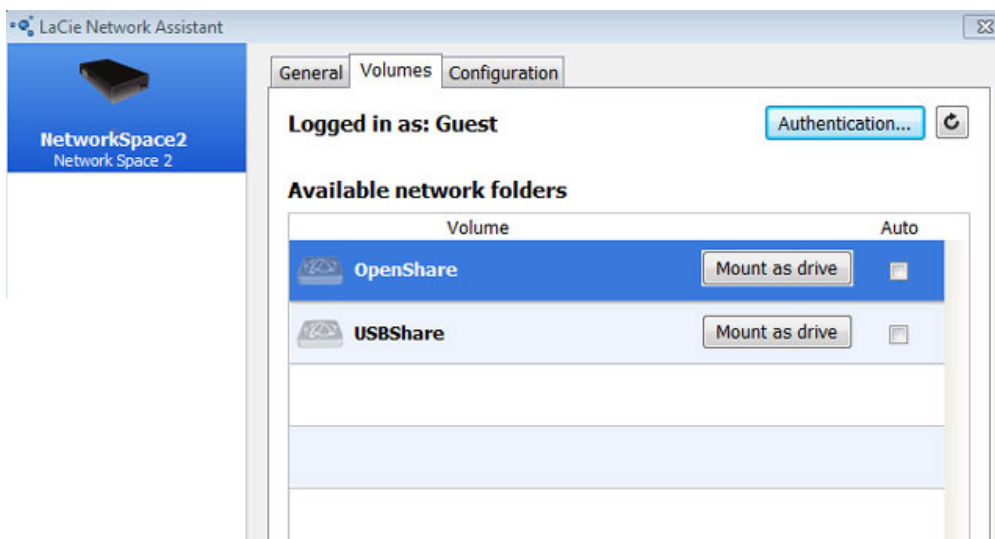 LaCie Network Assistant
NetworkSpace2
Network Space 2
General Volumes Configuration
Logged in as: Guest Authentication...
Available network folders
Volume Auto
OpenShare Mount as drive
USBShare Mount as drive